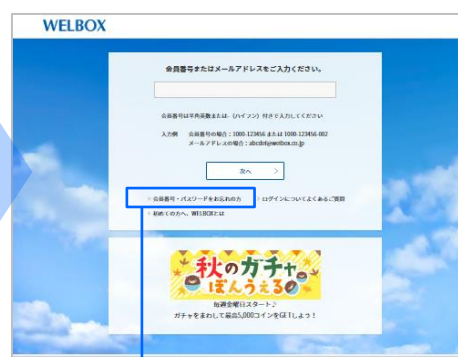 WELBOX
会員番号またはメールアドレスをご入力ください。
会員番号は半角英数または-(ハイフン)付きで入力してください
入力例 会員番号の場合:1000-123456 または 1000-123456-002
メールアドレスの場合:abcdot@welbox.co.jp
次へ >
> 会員番号・パスワードをお忘れの方 > ログインについてよくあるご質問
> 初めての方へ、WELBOXとは
秋のガチャ
ぽんうぇる
毎週金曜日スタート♪
ガチャをまわして最高5,000コインをGETしよう!